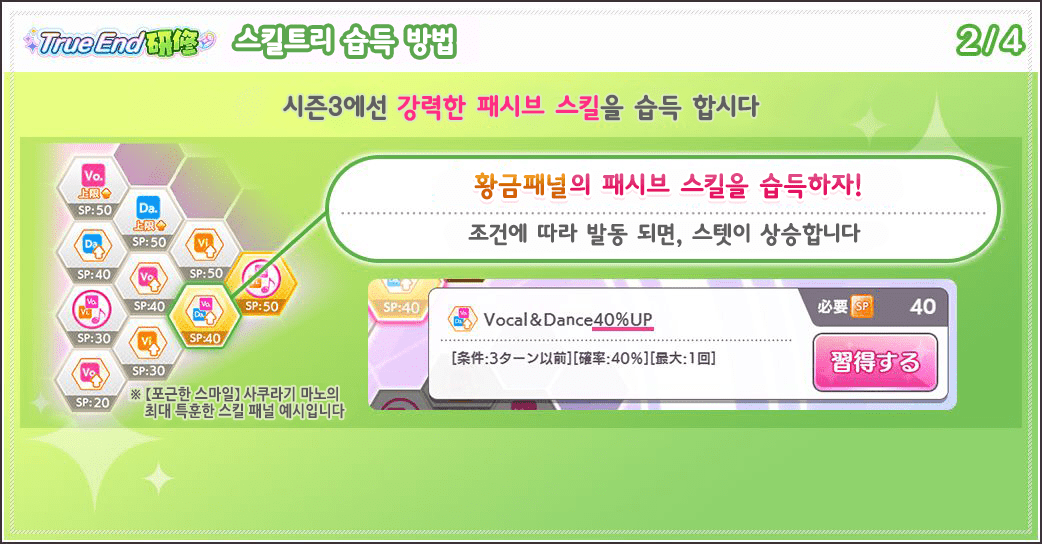 True End 研修 스킬트리 습득 방법
2/4
시즌3에선 강력한 패시브 스킬을 습득 합시다
황금패널의 패시브 스킬을 습득하자!
조건에 따라 발동 되면, 스텟이 상승합니다
Vo.
上限
SP:50
Da.
上限
SP:50
Da.
SP:40
Vi.
SP:50
Vo.
SP:40
Vo.
Vi.
SP:50
Vo.
Vi.
SP:30
Vo.
Da.
SP:40
Vi.
SP:30
Vo.
SP:20
※【포근한 스마일】 사쿠라기 마노의
최대 특훈한 스킬 패널 예시입니다
SP:40
Vo.
Da.
Vocal&Dance40%UP
必要 SP 40
[条件:3ターン以前][確率:40%][最大:1回]
習得する